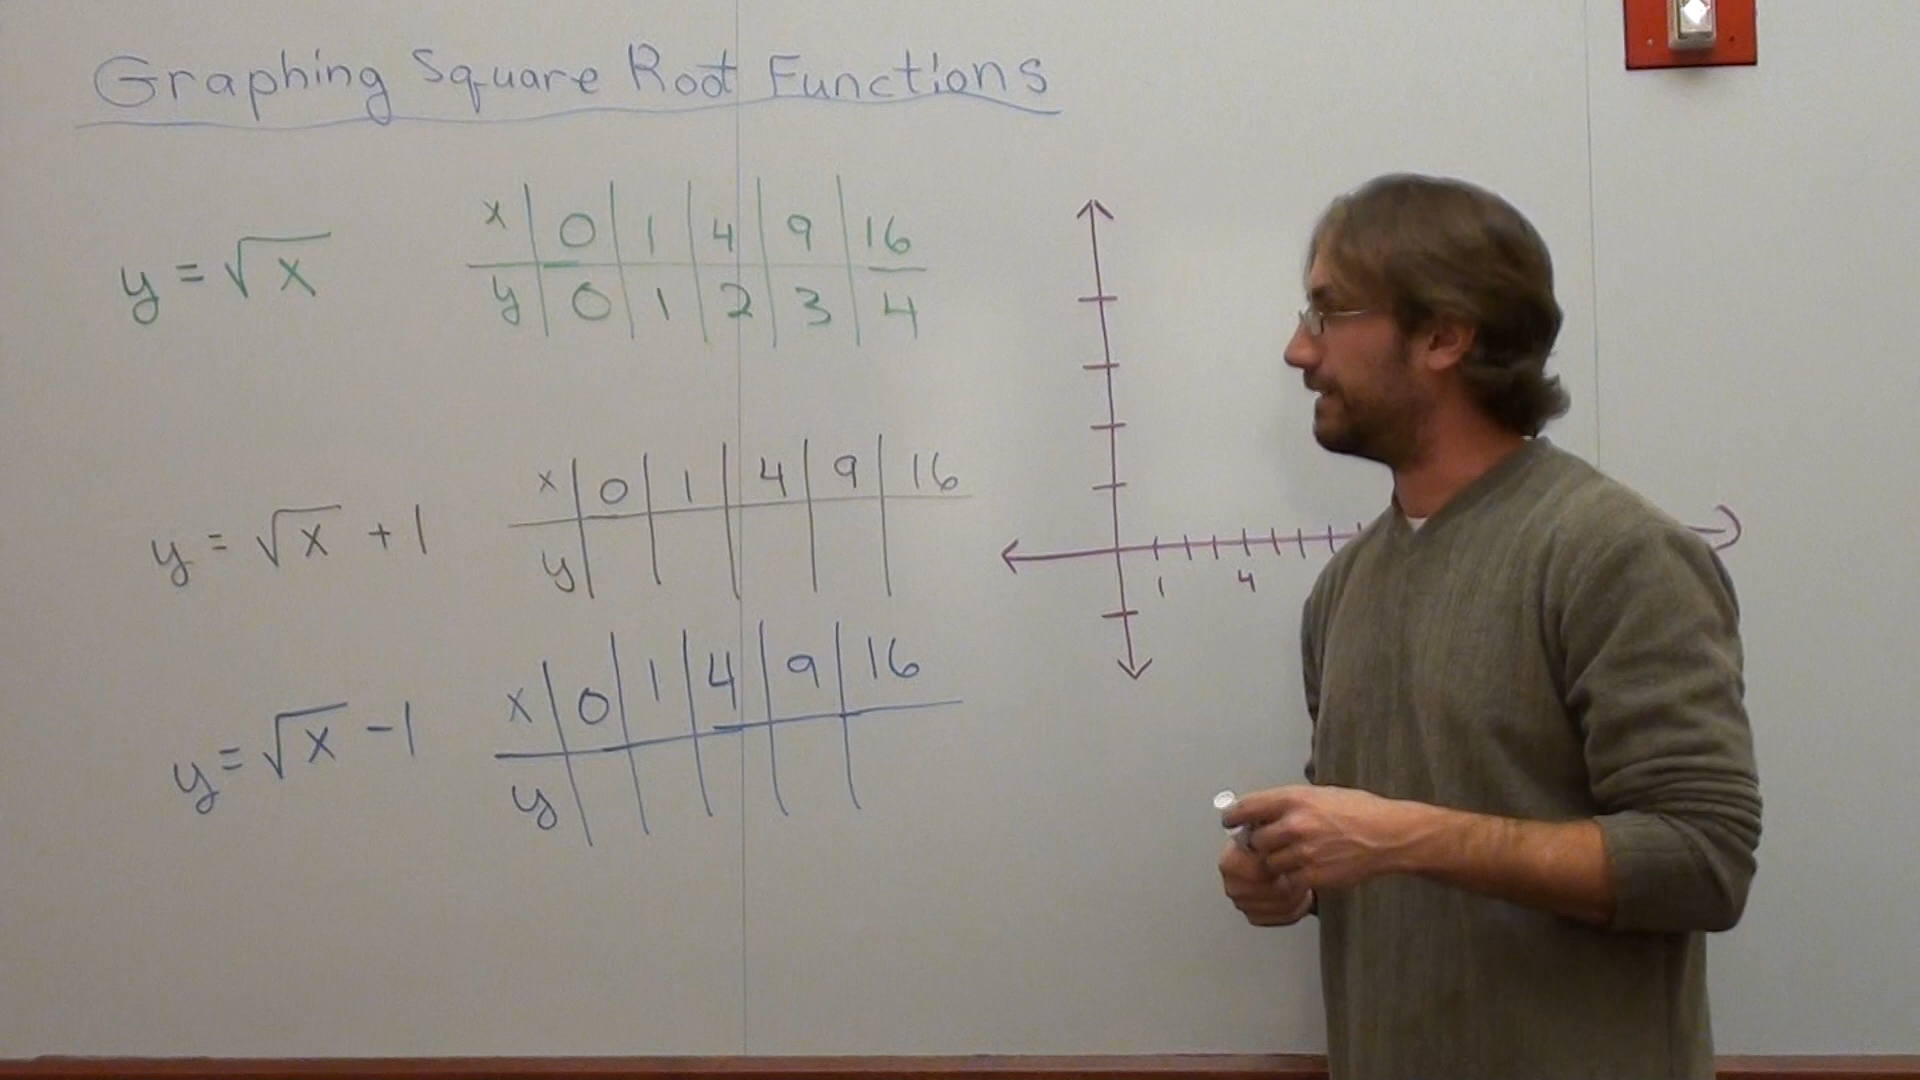 Graphing Square Root Functions
y = √x
x 0 1 4 9 16
y 0 1 2 3 4
y = √x + 1
x 0 1 4 9 16
y
y = √x - 1
x 0 1 4 9 16
y
1 4